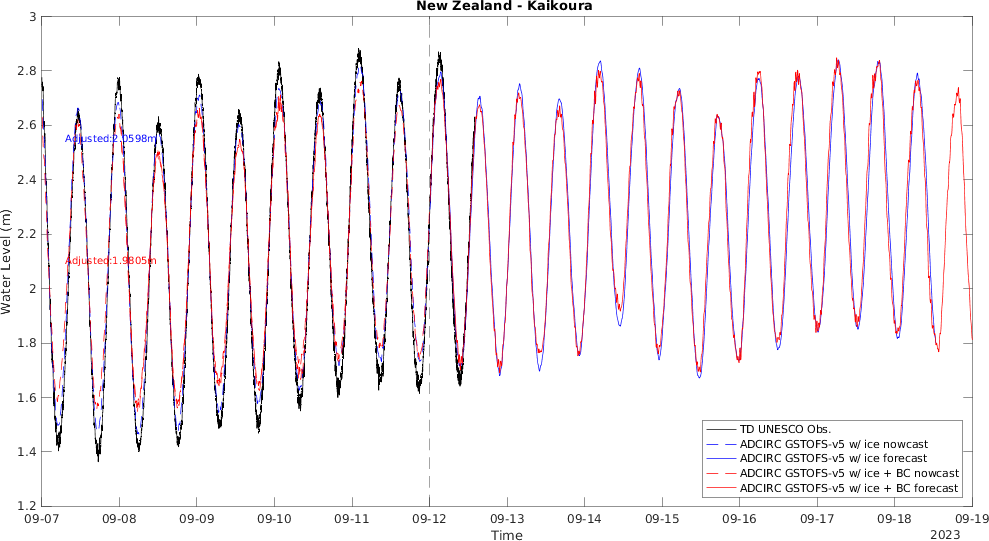 New Zealand - Kaikoura
3
2.8
2.6
2.4
2.2
2
1.8
1.6
1.4
1.2
Water Level (m)
Adjusted:2.0598m
Adjusted:1.9805m
TD UNESCO Obs.
ADCIRC GSTOFS-v5 w/ ice nowcast
ADCIRC GSTOFS-v5 w/ ice forecast
ADCIRC GSTOFS-v5 w/ ice + BC nowcast
ADCIRC GSTOFS-v5 w/ ice + BC forecast
09-07 09-08 09-09 09-10 09-11 09-12 09-13 09-14 09-15 09-16 09-17 09-18 09-19
Time
2023